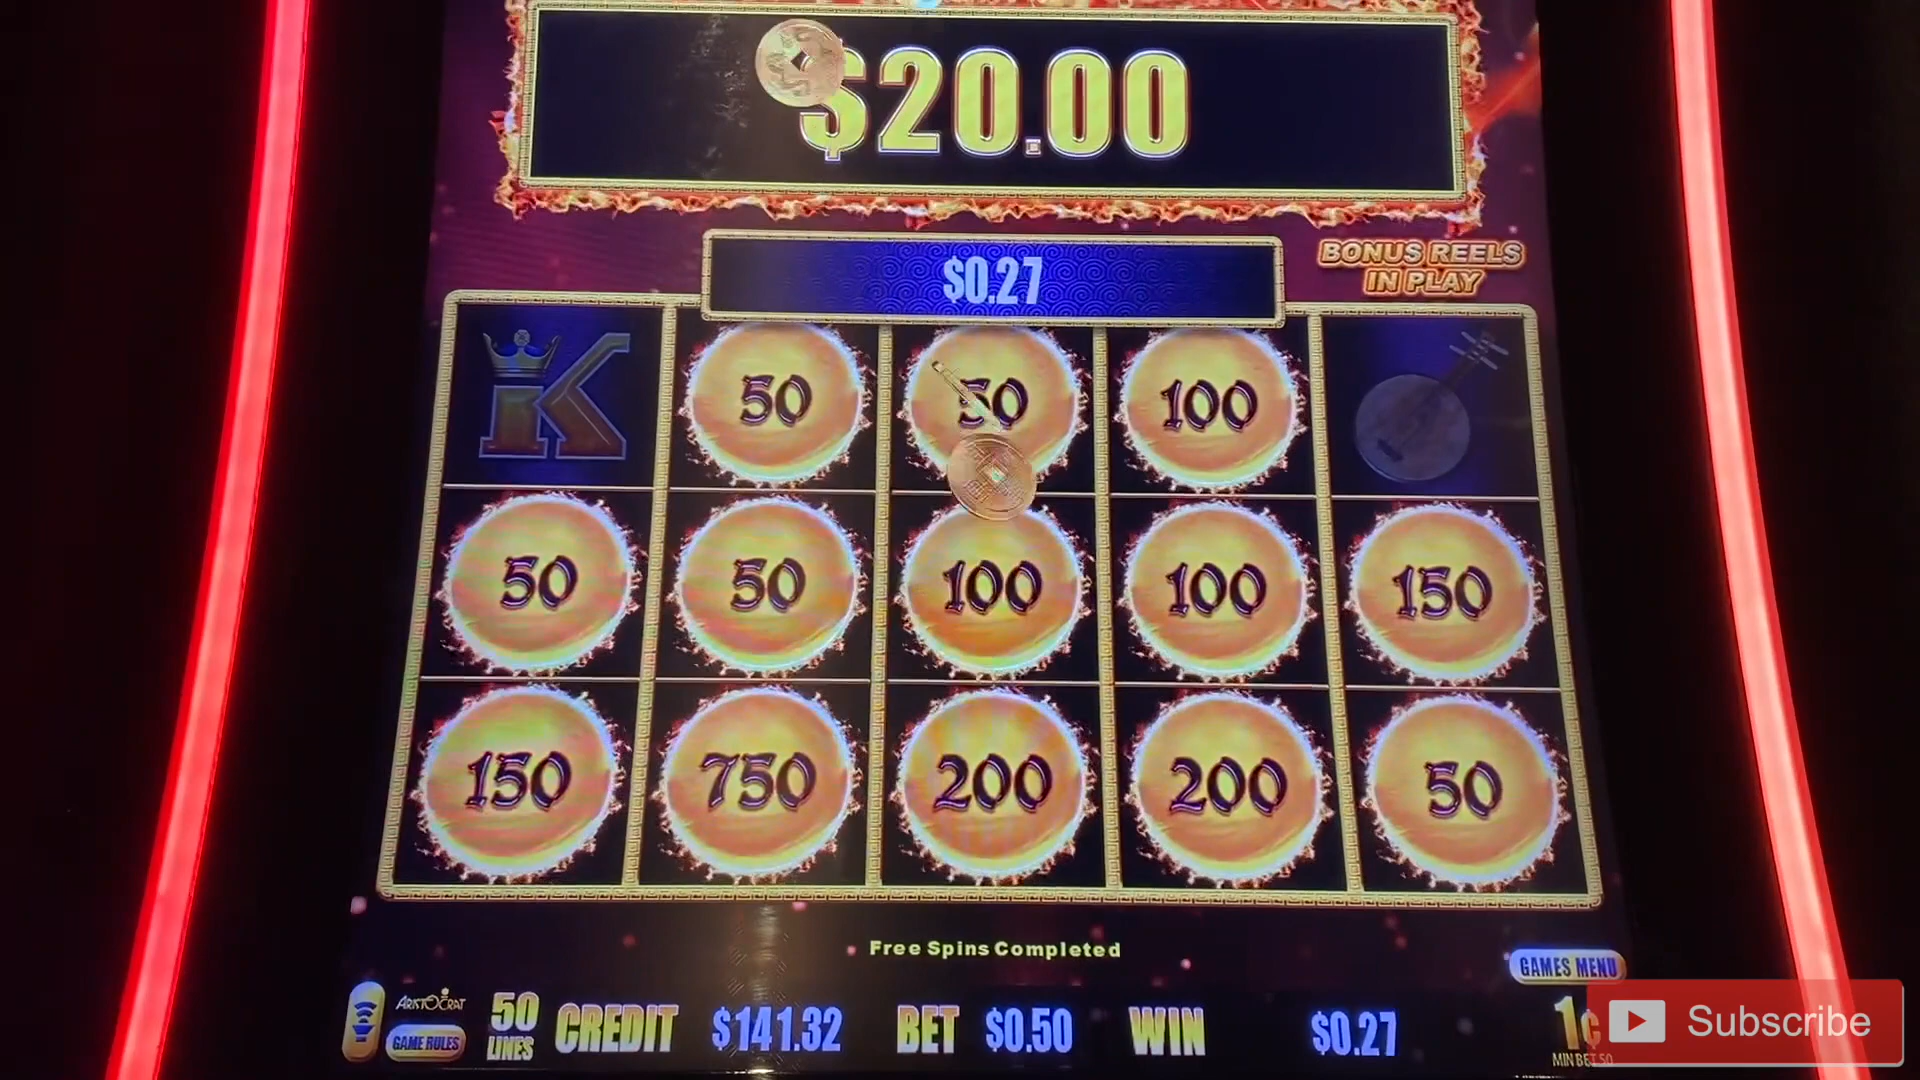 $20.00
$0.27
BONUS REELS
IN PLAY
K
50
50
100
50
50
100
100
150
150
750
200
200
50
Free Spins Completed
GAMES MENU
ARISTOCRAT
GAME RULES
50
LINES
CREDIT $141.32 BET $0.50 WIN $0.27
1¢
MIN BET 50
Subscribe